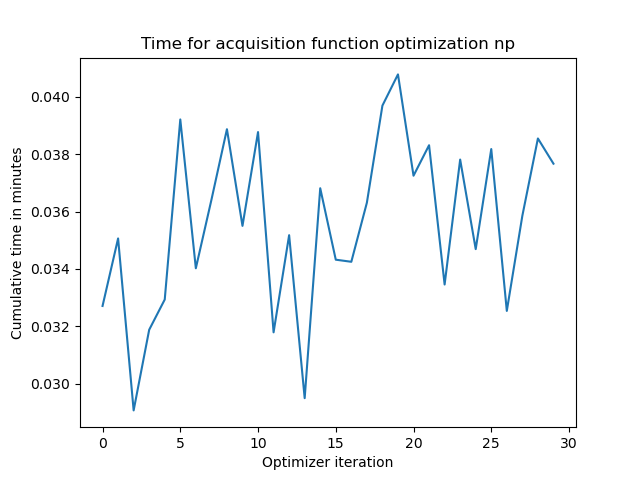 Time for acquisition function optimization np
0.040
0.038
0.036
0.034
0.032
0.030
Cumulative time in minutes
0 5 10 15 20 25 30
Optimizer iteration